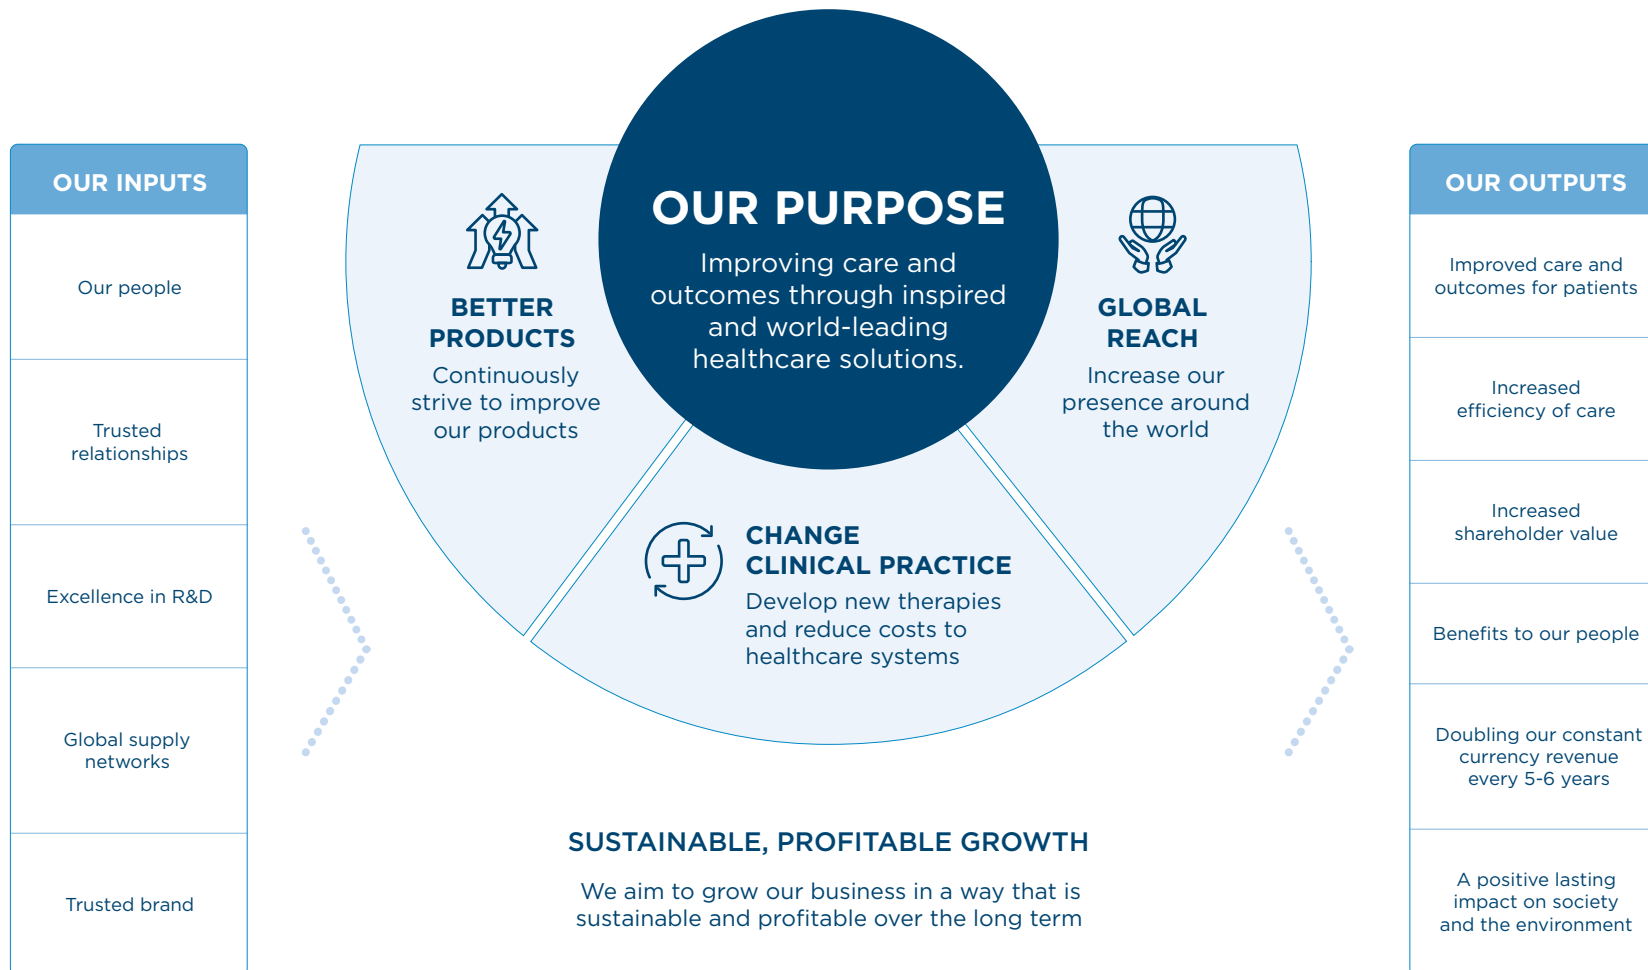 OUR INPUTS
Our people
Trusted
relationships
Excellence in R&D
Global supply
networks
Trusted brand
OUR PURPOSE
Improving care and
outcomes through inspired
and world-leading
healthcare solutions.
BETTER
PRODUCTS
Continuously
strive to improve
our products
CHANGE
CLINICAL PRACTICE
Develop new therapies
and reduce costs to
healthcare systems
GLOBAL
REACH
Increase our
presence around
the world
SUSTAINABLE, PROFITABLE GROWTH
We aim to grow our business in a way that is
sustainable and profitable over the long term
OUR OUTPUTS
Improved care and
outcomes for patients
Increased
efficiency of care
Increased
shareholder value
Benefits to our people
Doubling our constant
currency revenue
every 5-6 years
A positive lasting
impact on society
and the environment